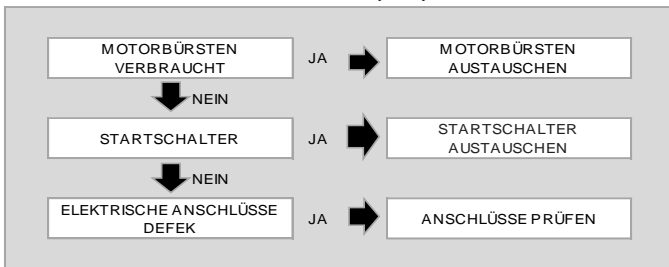 MOTORBÜRSTEN
VERBRAUCHT
JA
MOTORBÜRSTEN
AUSTAUSCHEN
NEIN
STARTSCHALTER
JA
STARTSCHALTER
AUSTAUSCHEN
NEIN
ELEKTRISCHE ANSCHLÜSSE
DEFEK
JA
ANSCHLÜSSE PRÜFEN